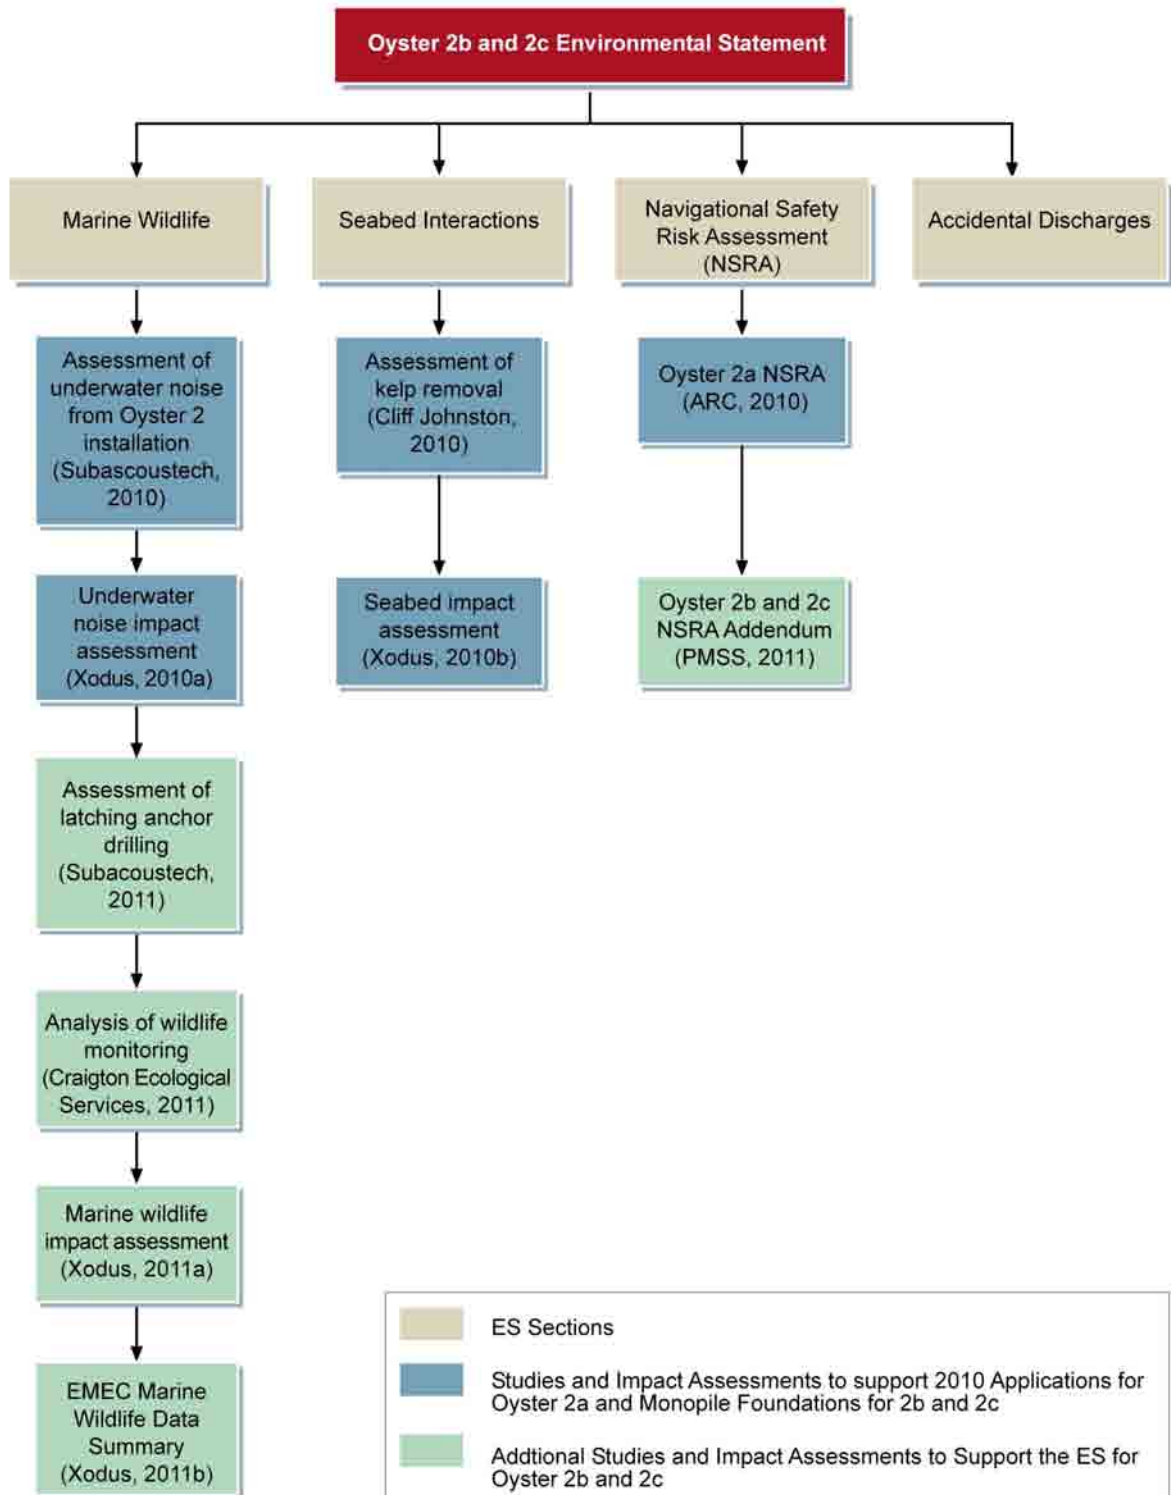 Oyster 2b and 2c Environmental Statement
Marine Wildlife
Seabed Interactions
Navigational Safety
Risk Assessment
(NSRA)
Accidental Discharges
Assessment of
underwater noise
from Oyster 2
installation
(Subascoustech,
2010)
Assessment of
kelp removal
(Cliff Johnston,
2010)
Oyster 2a NSRA
(ARC, 2010)
Underwater
noise impact
assessment
(Xodus, 2010a)
Seabed impact
assessment
(Xodus, 2010b)
Oyster 2b and 2c
NSRA Addendum
(PMSS, 2011)
Assessment of
latching anchor
drilling
(Subacoustech,
2011)
Analysis of wildlife
monitoring
(Craigton Ecological
Services, 2011)
Marine wildlife
impact assessment
(Xodus, 2011a)
EMEC Marine
Wildlife Data
Summary
(Xodus, 2011b)
ES Sections
Studies and Impact Assessments to support 2010 Applications for
Oyster 2a and Monopile Foundations for 2b and 2c
Addtional Studies and Impact Assessments to Support the ES for
Oyster 2b and 2c